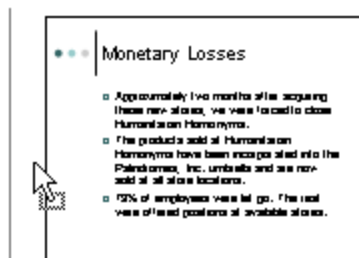 Monetary Losses
Approximately two months after acquiring
these new stores, we were forced to close
Humanitarian Homonyms.
The products sold at Humanitarian
Homonyms have been incorporated into the
Palindromes, Inc. umbrella and are now
sold at all store locations.
75% of employees were let go. The rest
were offered positions at available stores.